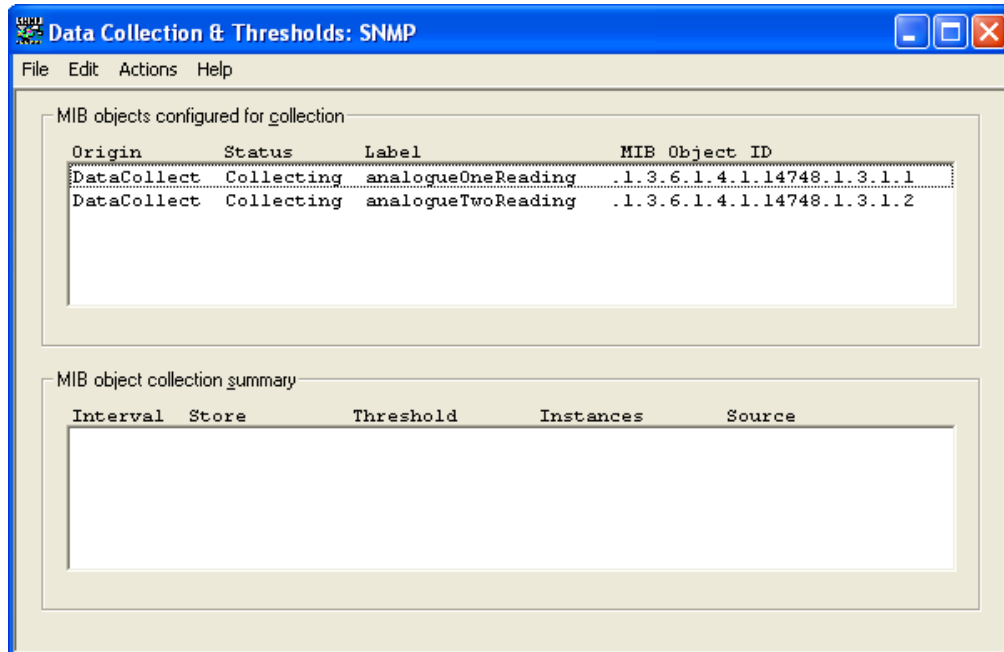 Data Collection & Thresholds: SNMP
File Edit Actions Help
MIB objects configured for collection
Origin Status Label MIB Object ID
DataCollect Collecting analogueOneReading .1.3.6.1.4.1.14748.1.3.1.1
DataCollect Collecting analogueTwoReading .1.3.6.1.4.1.14748.1.3.1.2
MIB object collection summary
Interval Store Threshold Instances Source